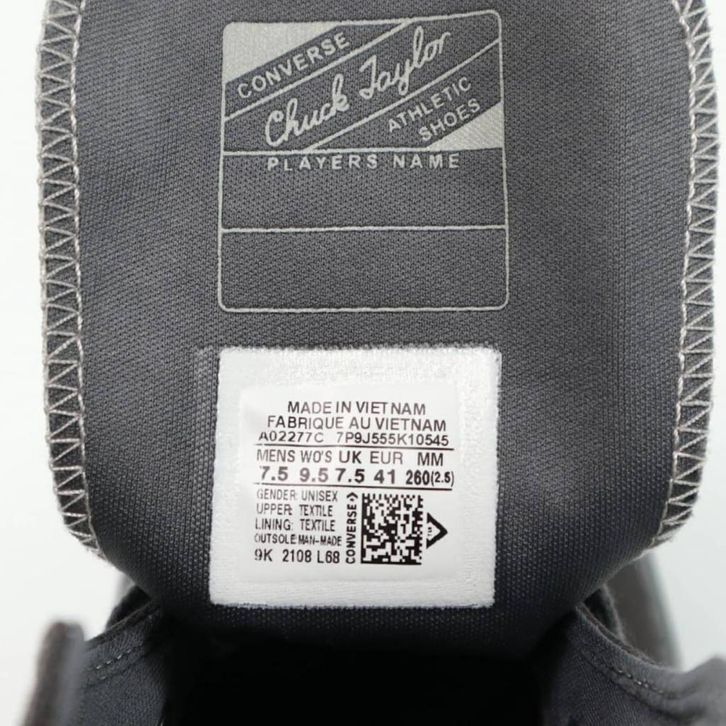 CONVERSE
Chuck Taylor
ATHLETIC
SHOES
PLAYERS NAME
MADE IN VIETNAM
FABRIQUE AU VIETNAM
A02277C 7P9J555K10545
MENS WO'S UK EUR MM
7.5 9.5 7.5 41 260(2.5)
GENDER: UNISEX
UPPER: TEXTILE
LINING: TEXTILE
OUTSOLE:MAN-MADE
9K 2108 L68
CONVERSE